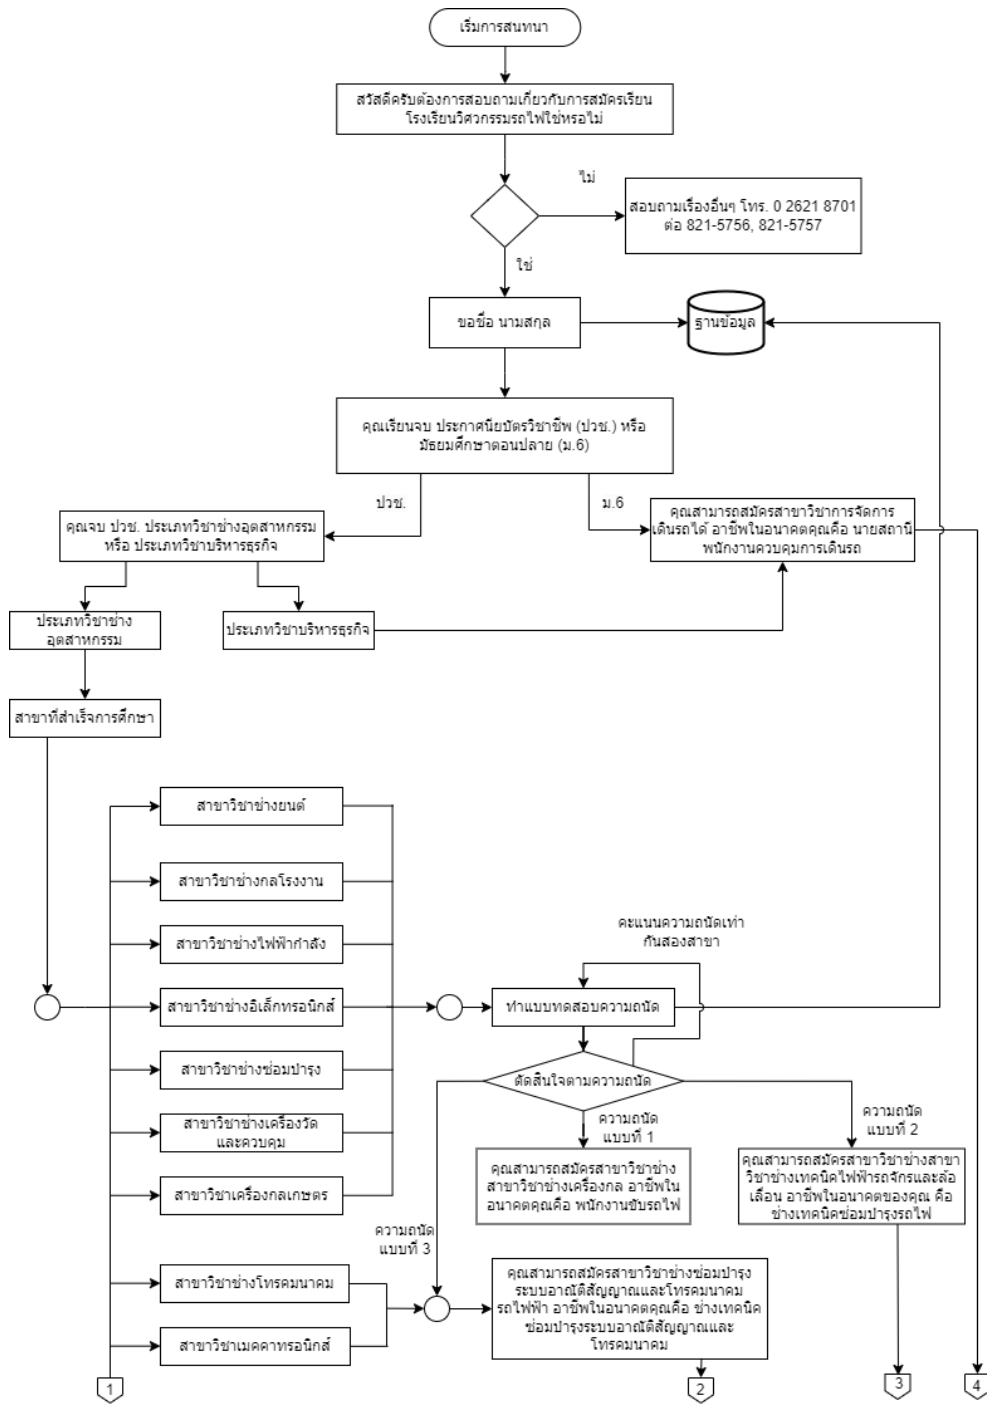 เริ่มการสนทนา
สวัสดีครับต้องการสอบถามเกี่ยวกับการสมัครเรียน
โรงเรียนวิศวกรรมรถไฟใช่หรอไม่
ไม่
สอบถามเรื่องอื่นๆ โทร. 0 2621 8701
ต่อ 821-5756, 821-5757
ใช่
ขอชื่อ นามสกุล
ฐานข้อมูล
คุณเรียนจบ ประกาศนียบัตรวิชาชีพ (ปวช.) หรือ
มัธยมศึกษาตอนปลาย (ม.6)
ปวช.
ม.6
คุณจบ ปวช. ประเภทวิชาช่างอุตสาหกรรม
หรือ ประเภทวิชาบริหารธุรกิจ
คุณสามารถสมัครสาขาวิชาการจัดการ
เดินรถได้ อาชีพในอนาคตคุณคือ นายสถานี
พนักงานควบคุมการเดินรถ
ประเภทวิชาช่าง
อุตสาหกรรม
ประเภทวิชาบริหารธุรกิจ
สาขาที่สำเร็จการศึกษา
สาขาวิชาช่างยนต์
สาขาวิชาช่างกลโรงงาน
สาขาวิชาช่างไฟฟ้ากำลัง
สาขาวิชาช่างอิเล็กทรอนิกส์
สาขาวิชาช่างซ่อมบำรุง
สาขาวิชาช่างเครื่องวัด
และควบคุม
สาขาวิชาเครื่องกลเกษตร
สาขาวิชาช่างโทรคมนาคม
สาขาวิชาเมคคาทรอนิกส์
คะแนนความถนัดเท่า
กันสองสาขา
ทำแบบทดสอบความถนัด
ตัดสินใจตามความถนัด
ความถนัด
แบบที่ 1
ความถนัด
แบบที่ 2
คุณสามารถสมัครสาขาวิชาช่าง
สาขาวิชาช่างเครื่องกล อาชีพใน
อนาคตคุณคือ พนักงานขับรถไฟ
คุณสามารถสมัครสาขาวิชาช่างสาขา
วิชาช่างเทคนิคไฟฟ้ารถจักรและล้อ
เลื่อน อาชีพในอนาคตของคุณ คือ
ช่างเทคนิคซ่อมบำรุงรถไฟ
ความถนัด
แบบที่ 3
คุณสามารถสมัครสาขาวิชาช่างซ่อมบำรุง
ระบบอาณัติสัญญาณและโทรคมนาคม
รถไฟฟ้า อาชีพในอนาคตคุณคือ ช่างเทคนิค
ซ่อมบำรุงระบบอาณัติสัญญาณและ
โทรคมนาคม
1
2
3
4